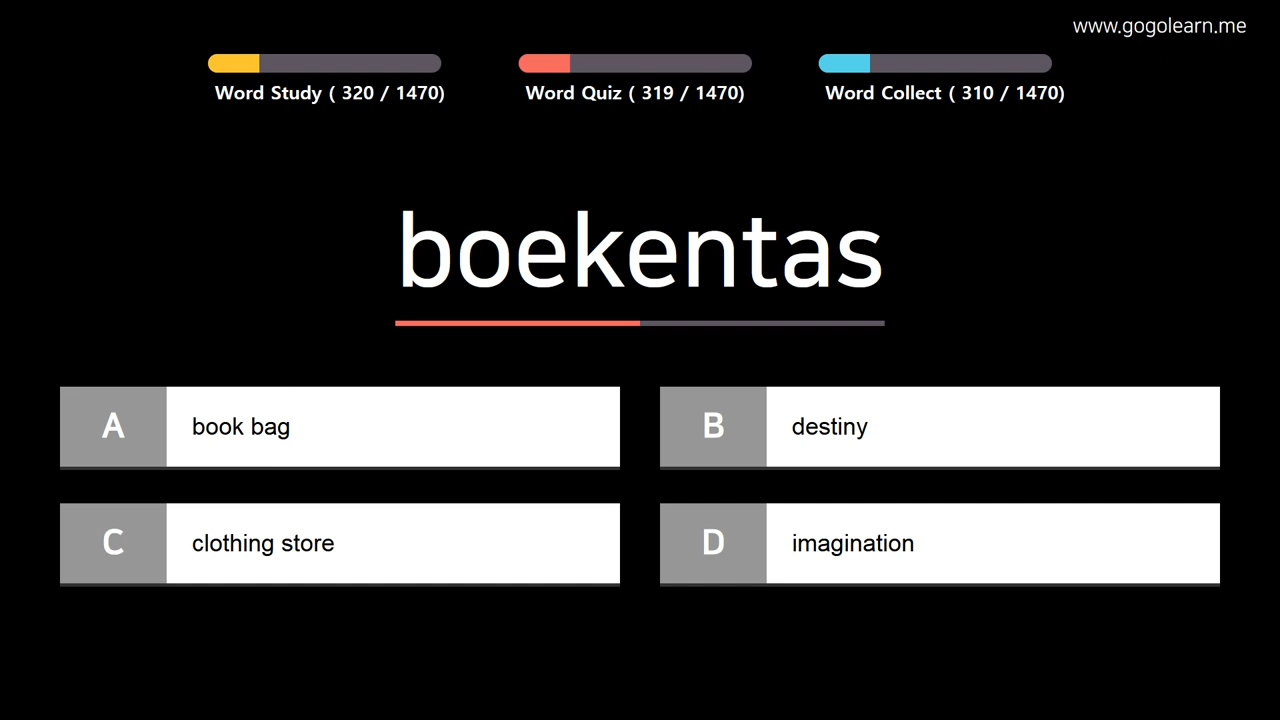 www.gogolearn.me
Word Study ( 320 / 1470)
Word Quiz ( 319 / 1470)
Word Collect ( 310 / 1470)
boekentas
A book bag
B destiny
C clothing store
D imagination